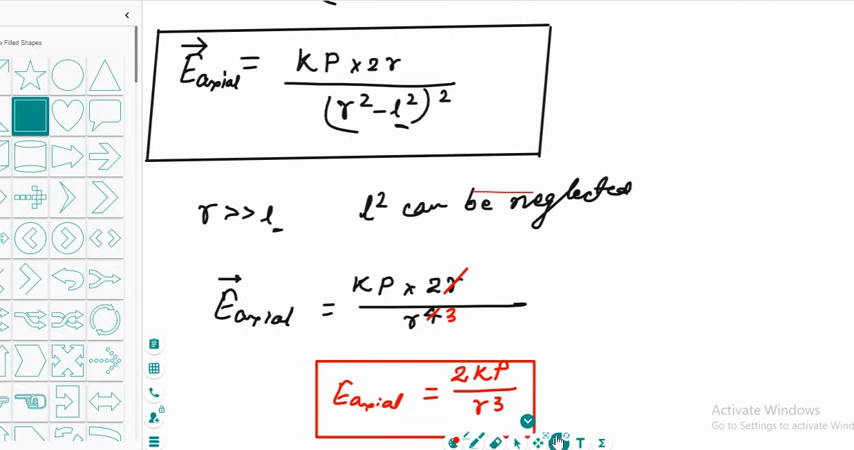 w Filled Shapes
E⃗axial = KP × 2r / (r² − l²)²
r >> l l² can be neglected
E⃗axial = KP × 2r / r⁴ 3
Eaxial = 2KP / r³
Activate Windows
Go to Settings to activate Wind